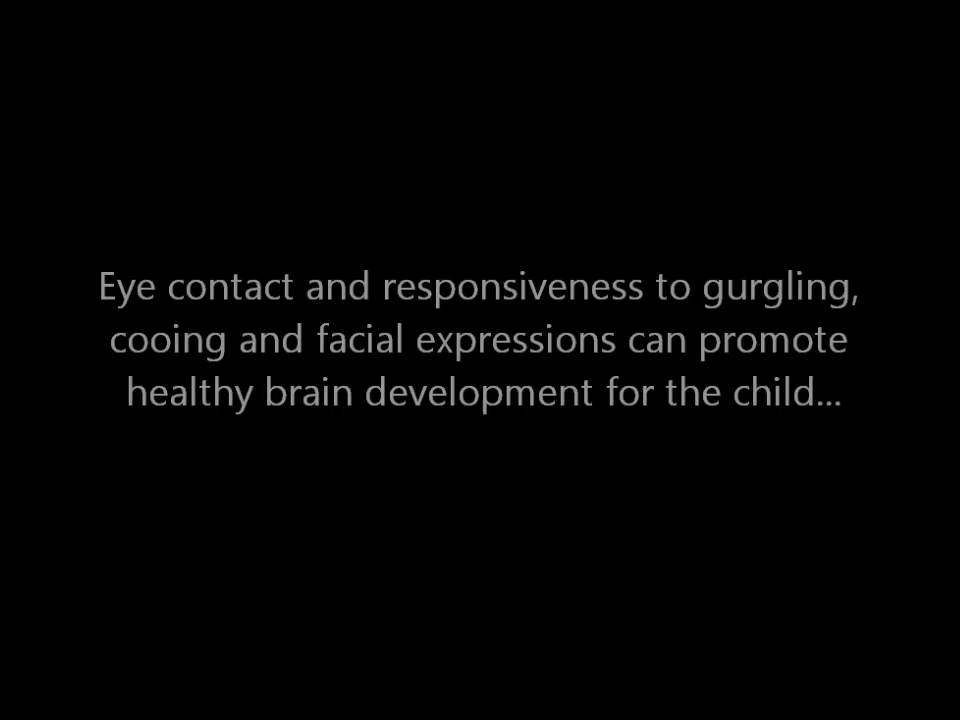 Eye contact and responsiveness to gurgling,
cooing and facial expressions can promote
healthy brain development for the child...